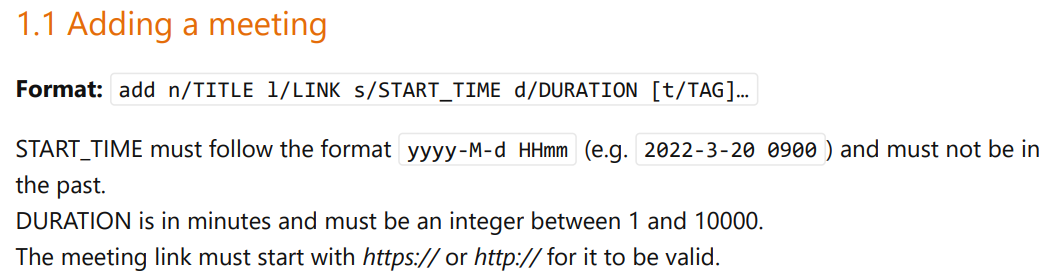 1.1 Adding a meeting
Format: add n/TITLE l/LINK s/START_TIME d/DURATION [t/TAG]…
START_TIME must follow the format yyyy-M-d HHmm (e.g. 2022-3-20 0900 ) and must not be in
the past.
DURATION is in minutes and must be an integer between 1 and 10000.
The meeting link must start with https:// or http:// for it to be valid.